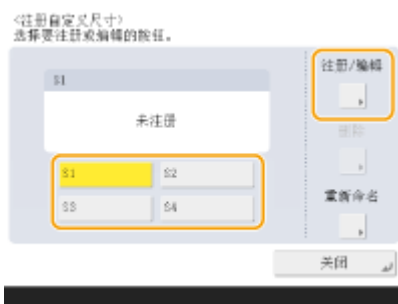 <注册自定义尺寸>
选择要注册或编辑的按钮。
S1
未注册
S1
S2
S3
S4
注册/编辑
删除
重新命名
关闭